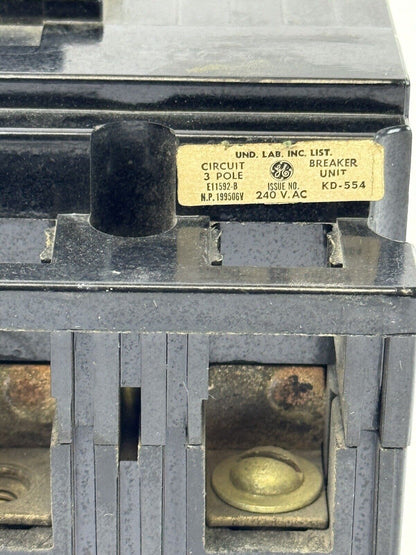 UND. LAB. INC. LIST.
CIRCUIT GE BREAKER
3 POLE UNIT
E11592-B ISSUE NO. KD-554
N.P. 199506V 240 V. AC